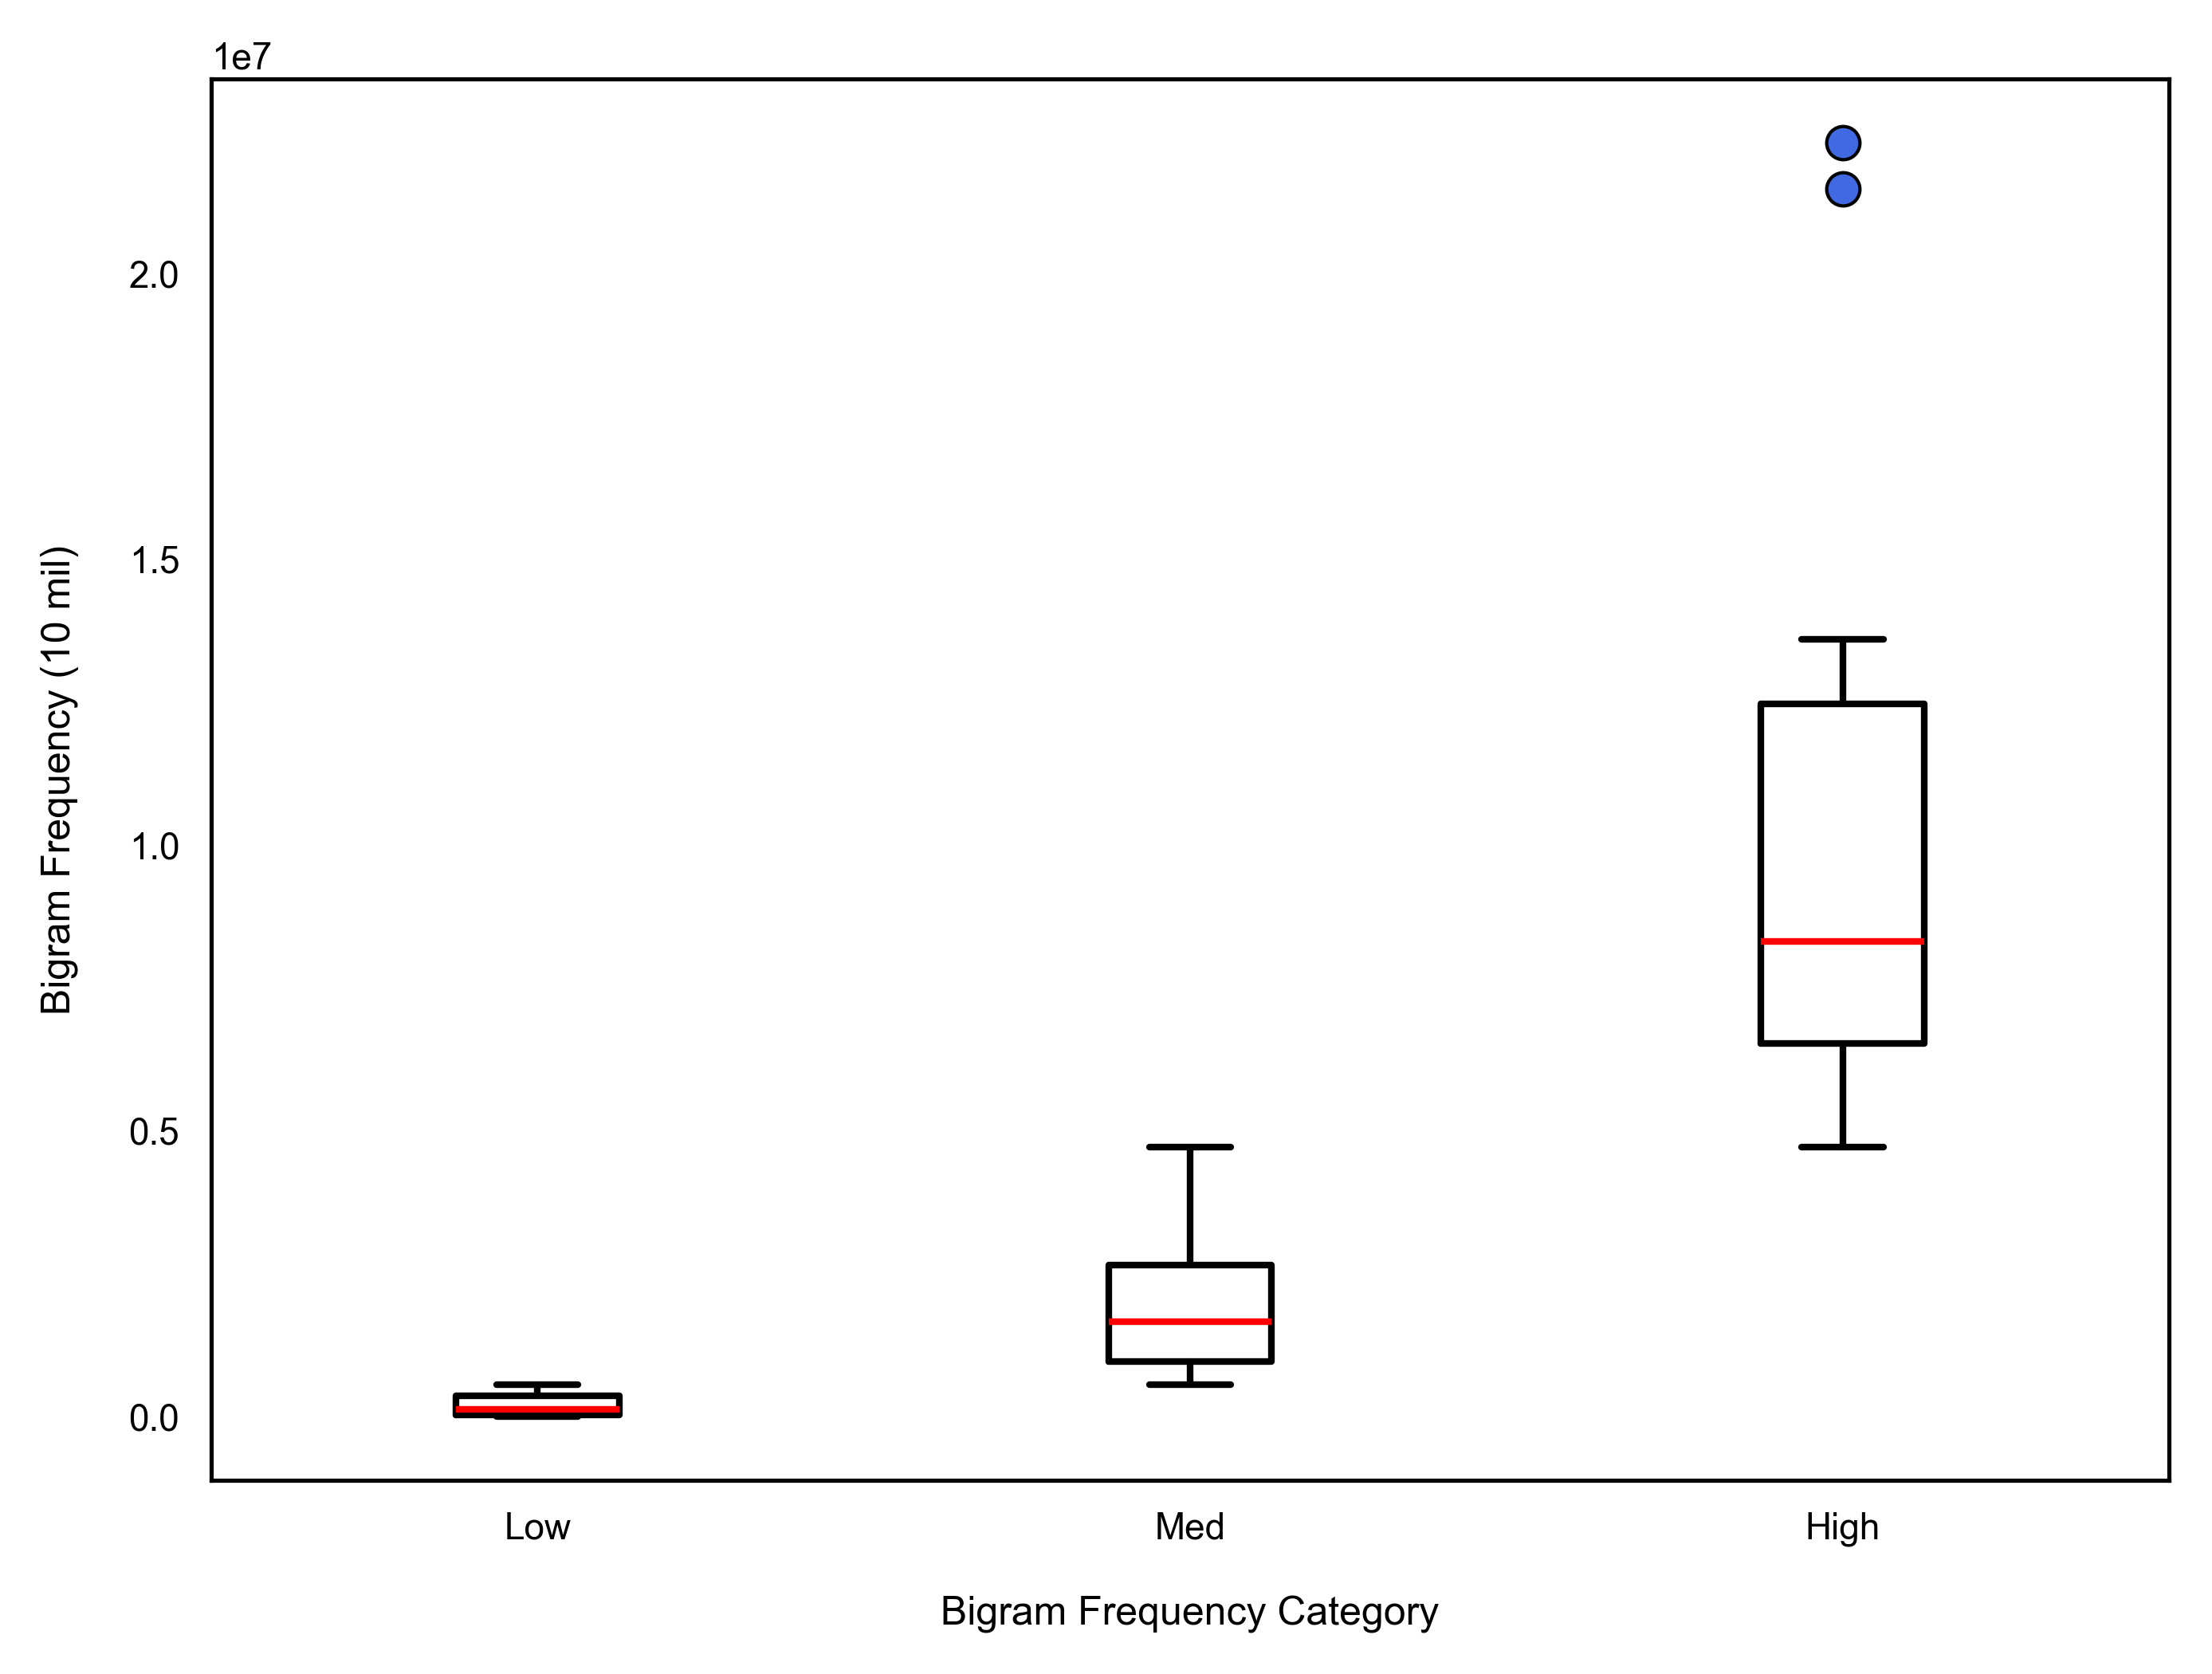 1e7
2.0
1.5
1.0
0.5
0.0
Bigram Frequency (10 mil)
Low Med High
Bigram Frequency Category